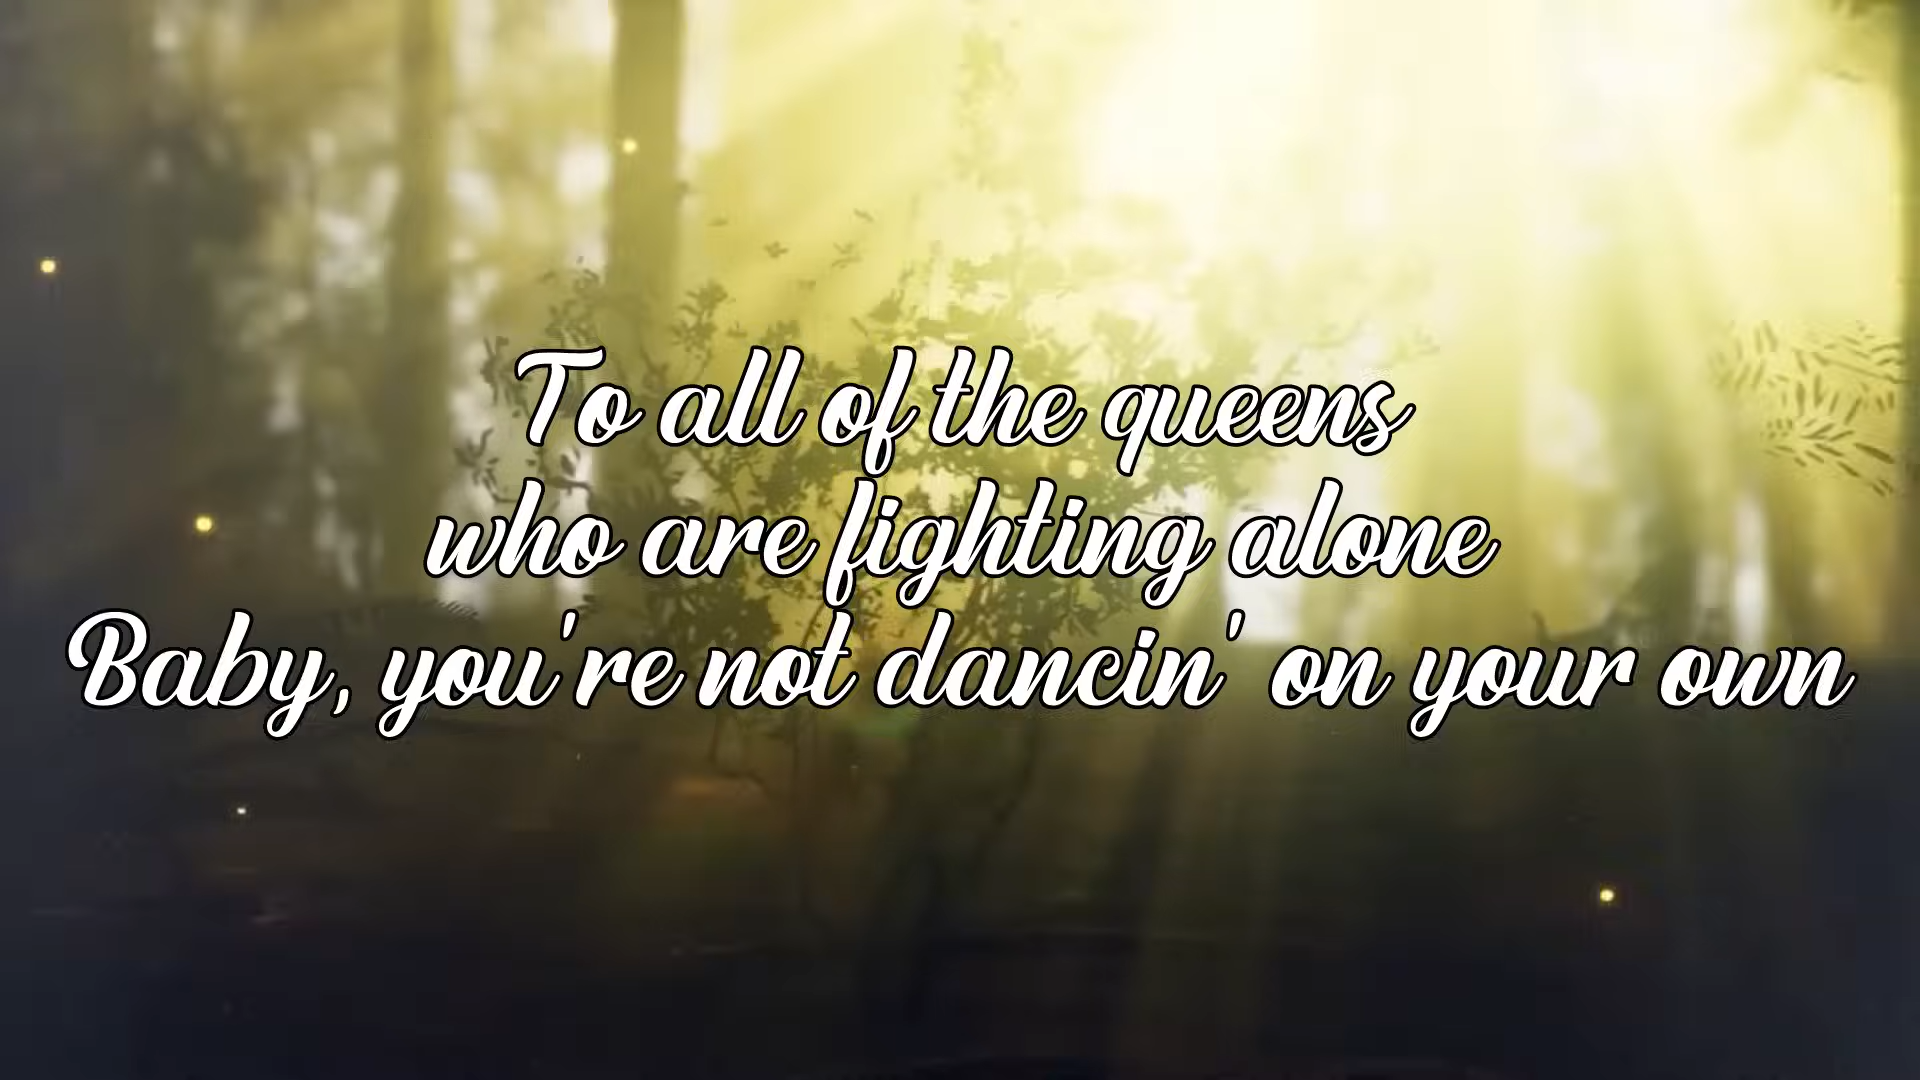 To all of the queens
who are fighting alone
Baby, you're not dancin' on your own